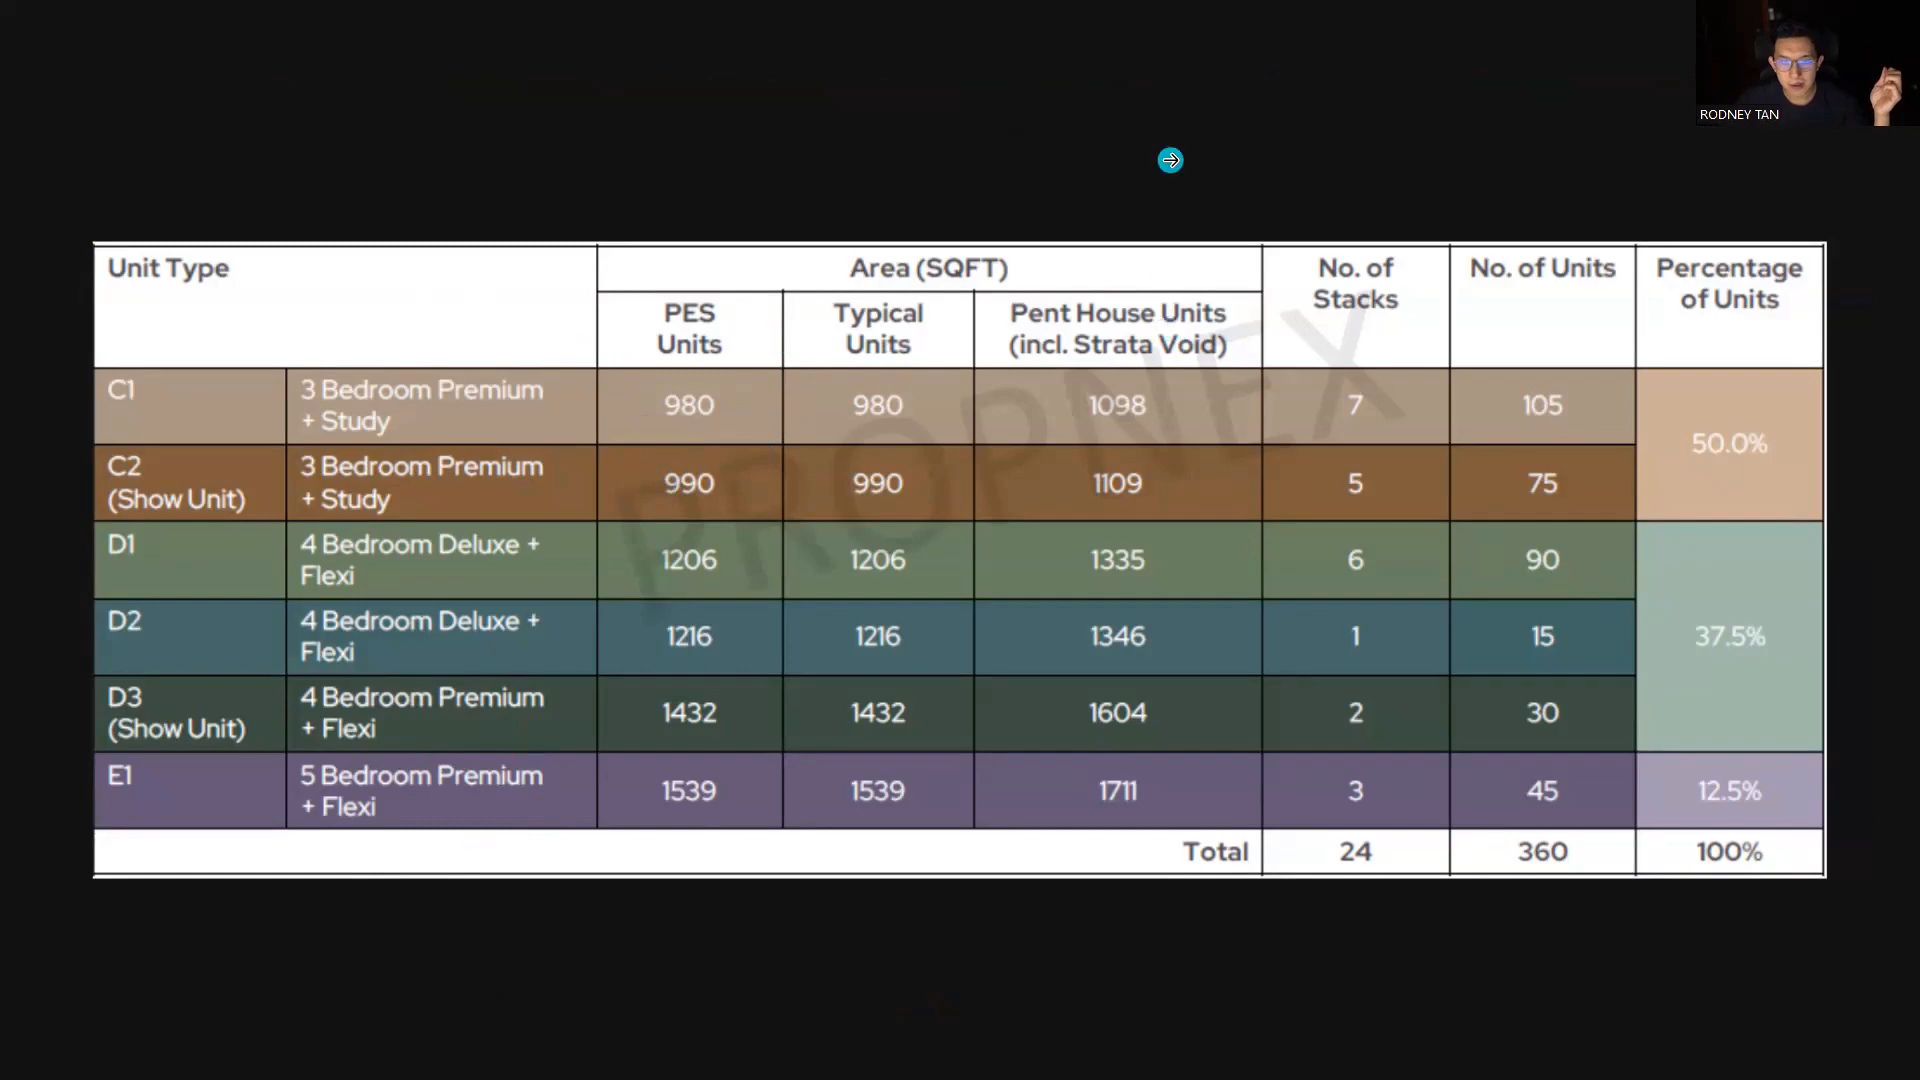 RODNEY TAN
Unit Type
Area (SQFT)
No. of
Stacks
No. of Units
Percentage
of Units
PES
Units
Typical
Units
Pent House Units
(incl. Strata Void)
C1
3 Bedroom Premium
+ Study
980
980
1098
7
105
50.0%
C2
(Show Unit)
3 Bedroom Premium
+ Study
990
990
1109
5
75
D1
4 Bedroom Deluxe +
Flexi
1206
1206
1335
6
90
37.5%
D2
4 Bedroom Deluxe +
Flexi
1216
1216
1346
1
15
D3
(Show Unit)
4 Bedroom Premium
+ Flexi
1432
1432
1604
2
30
E1
5 Bedroom Premium
+ Flexi
1539
1539
1711
3
45
12.5%
Total
24
360
100%
PROPNEX